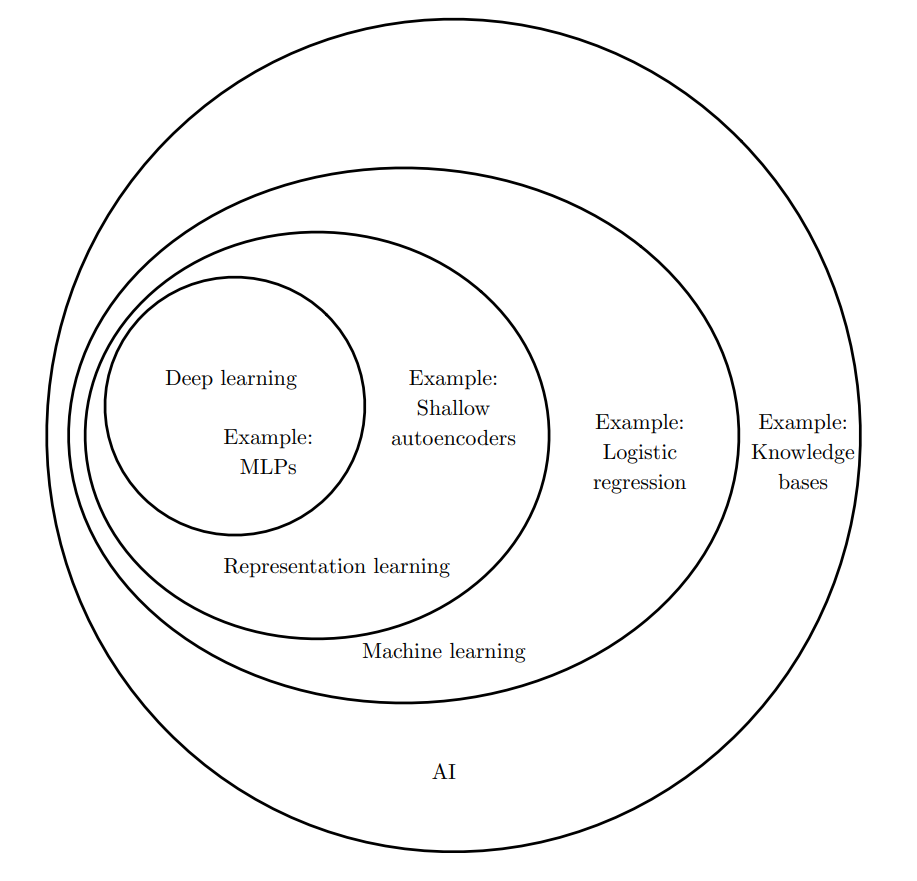 Deep learning
Example:
MLPs
Example:
Shallow
autoencoders
Example:
Logistic
regression
Example:
Knowledge
bases
Representation learning
Machine learning
AI